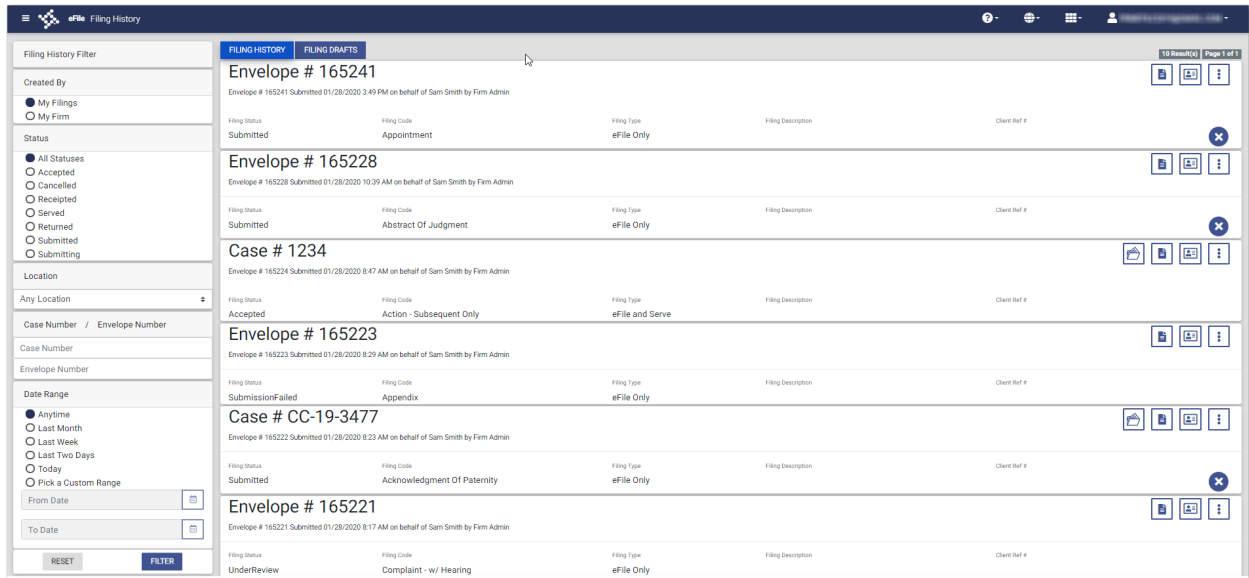 eFile Filing History
Filing History Filter
Created By
My Filings
My Firm
Status
All Statuses
Accepted
Cancelled
Receipted
Served
Returned
Submitted
Submitting
Location
Any Location
Case Number / Envelope Number
Case Number
Envelope Number
Date Range
Anytime
Last Month
Last Week
Last Two Days
Today
Pick a Custom Range
From Date
To Date
RESET FILTER
FILING HISTORY FILING DRAFTS
10 Result(s) Page 1 of 1
Envelope # 165241
Envelope # 165241 Submitted 01/28/2020 3:49 PM on behalf of Sam Smith by Firm Admin
Filing Status Filing Code Filing Type Filing Description Client Ref #
Submitted Appointment eFile Only
Envelope # 165228
Envelope # 165228 Submitted 01/28/2020 10:39 AM on behalf of Sam Smith by Firm Admin
Filing Status Filing Code Filing Type Filing Description Client Ref #
Submitted Abstract Of Judgment eFile Only
Case # 1234
Envelope # 165224 Submitted 01/28/2020 8:47 AM on behalf of Sam Smith by Firm Admin
Filing Status Filing Code Filing Type Filing Description Client Ref #
Accepted Action - Subsequent Only eFile and Serve
Envelope # 165223
Envelope # 165223 Submitted 01/28/2020 8:29 AM on behalf of Sam Smith by Firm Admin
Filing Status Filing Code Filing Type Filing Description Client Ref #
SubmissionFailed Appendix eFile Only
Case # CC-19-3477
Envelope # 165222 Submitted 01/28/2020 8:23 AM on behalf of Sam Smith by Firm Admin
Filing Status Filing Code Filing Type Filing Description Client Ref #
Submitted Acknowledgment Of Paternity eFile Only
Envelope # 165221
Envelope # 165221 Submitted 01/28/2020 8:17 AM on behalf of Sam Smith by Firm Admin
Filing Status Filing Code Filing Type Filing Description Client Ref #
UnderReview Complaint - w/ Hearing eFile Only